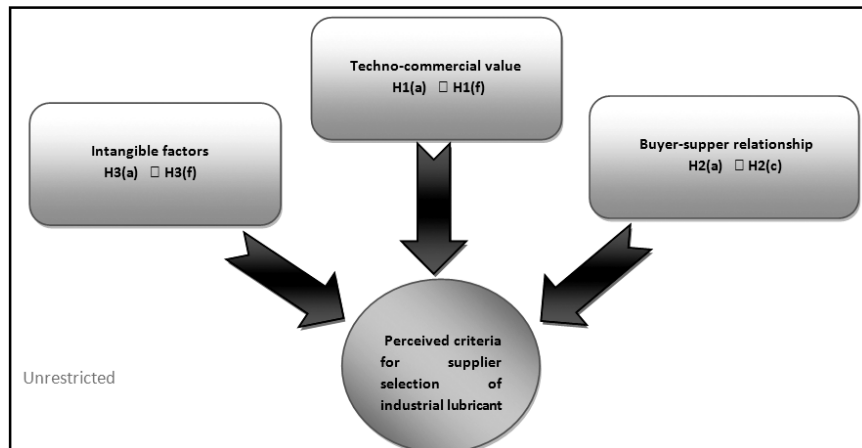 Techno-commercial value
H1(a) □ H1(f)
Intangible factors
H3(a) □ H3(f)
Buyer-supper relationship
H2(a) □ H2(c)
Perceived criteria
for supplier
selection of
industrial lubricant
Unrestricted